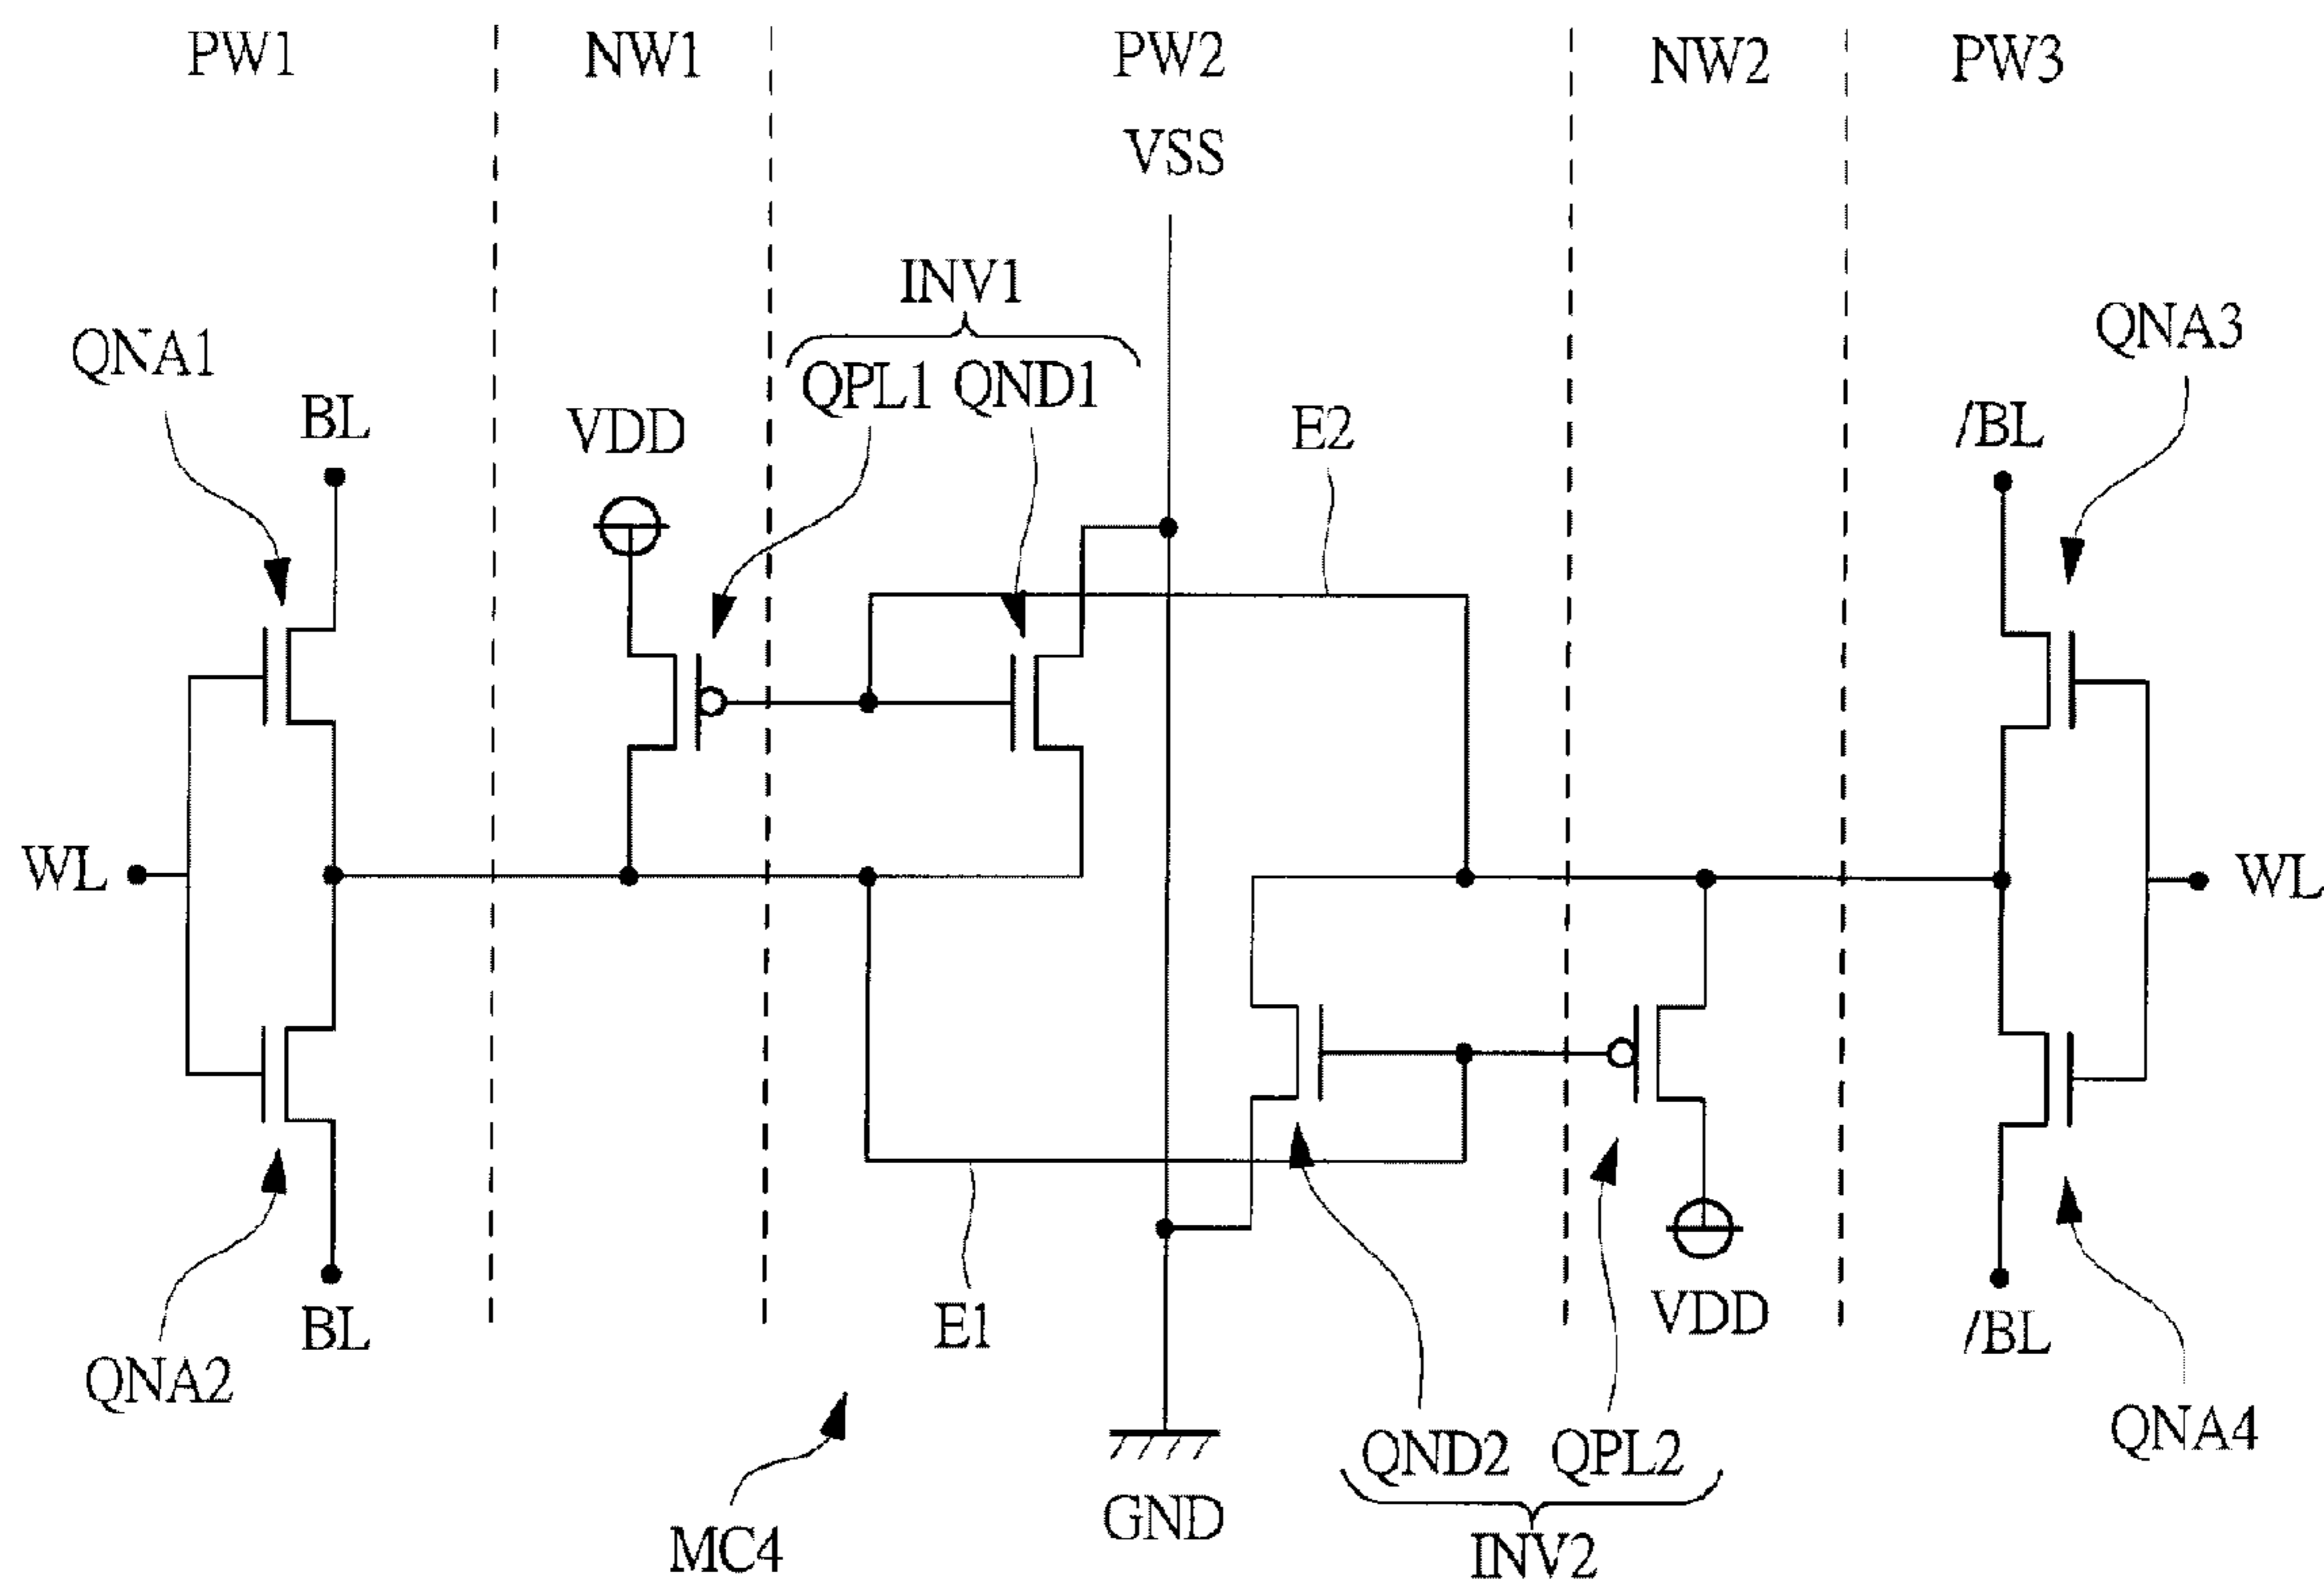 PW1 NW1 PW2 NW2 PW3
VSS
INV1
QNA1 QPL1 QND1 QNA3
BL VDD E2 /BL
WL WL
BL E1 VDD /BL
QNA2 QND2 QPL2 QNA4
MC4 GND INV2